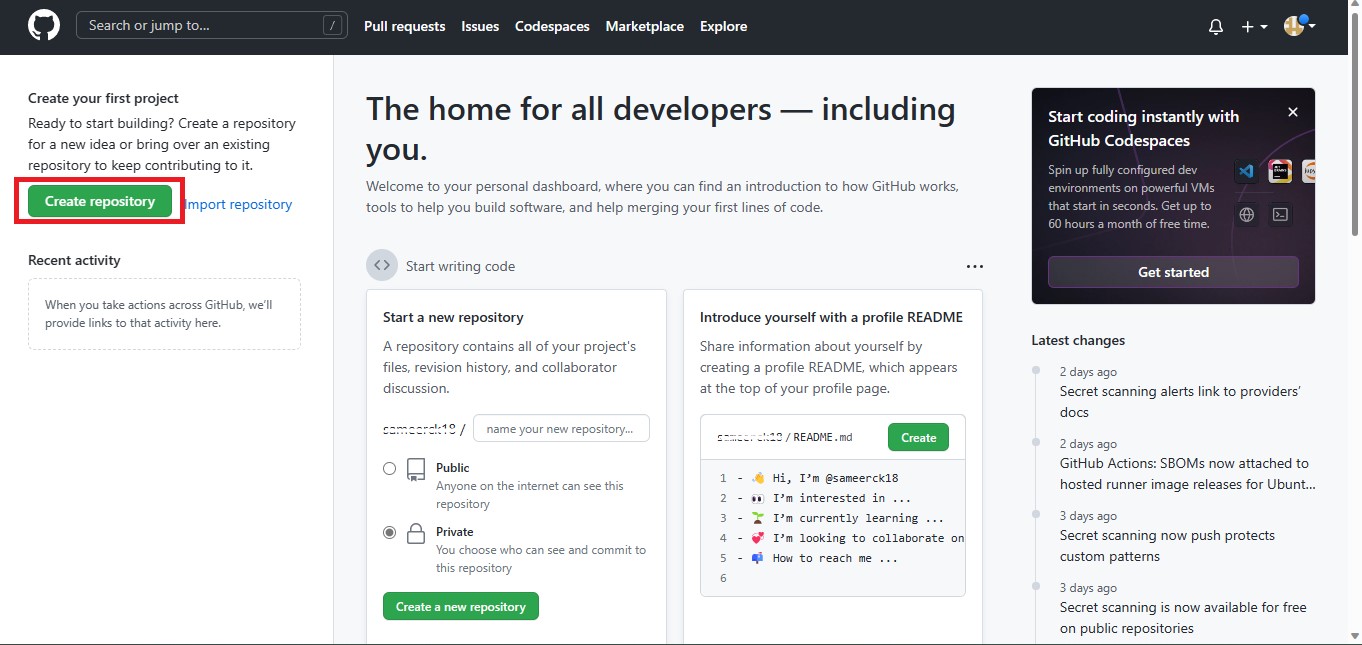 Search or jump to...
/
Pull requests
Issues
Codespaces
Marketplace
Explore
Create your first project
Ready to start building? Create a repository
for a new idea or bring over an existing
repository to keep contributing to it.
Create repository
Import repository
Recent activity
When you take actions across GitHub, we'll
provide links to that activity here.
The home for all developers — including
you.
Welcome to your personal dashboard, where you can find an introduction to how GitHub works,
tools to help you build software, and help merging your first lines of code.
<> Start writing code
...
Start a new repository
A repository contains all of your project's
files, revision history, and collaborator
discussion.
sameerck18 /
name your new repository...
Public
Anyone on the internet can see this
repository
Private
You choose who can see and commit to
this repository
Create a new repository
Introduce yourself with a profile README
Share information about yourself by
creating a profile README, which appears
at the top of your profile page.
sameerck18/README.md
Create
1 - 👋 Hi, I'm @sameerck18
2 - 👀 I'm interested in ...
3 - 🌱 I'm currently learning ...
4 - 💞️ I'm looking to collaborate on
5 - 📫 How to reach me ...
6
Start coding instantly with
GitHub Codespaces
Spin up fully configured dev
environments on powerful VMs
that start in seconds. Get up to
60 hours a month of free time.
Get started
Latest changes
2 days ago
Secret scanning alerts link to providers'
docs
2 days ago
GitHub Actions: SBOMs now attached to
hosted runner image releases for Ubunt...
3 days ago
Secret scanning now push protects
custom patterns
3 days ago
Secret scanning is now available for free
on public repositories